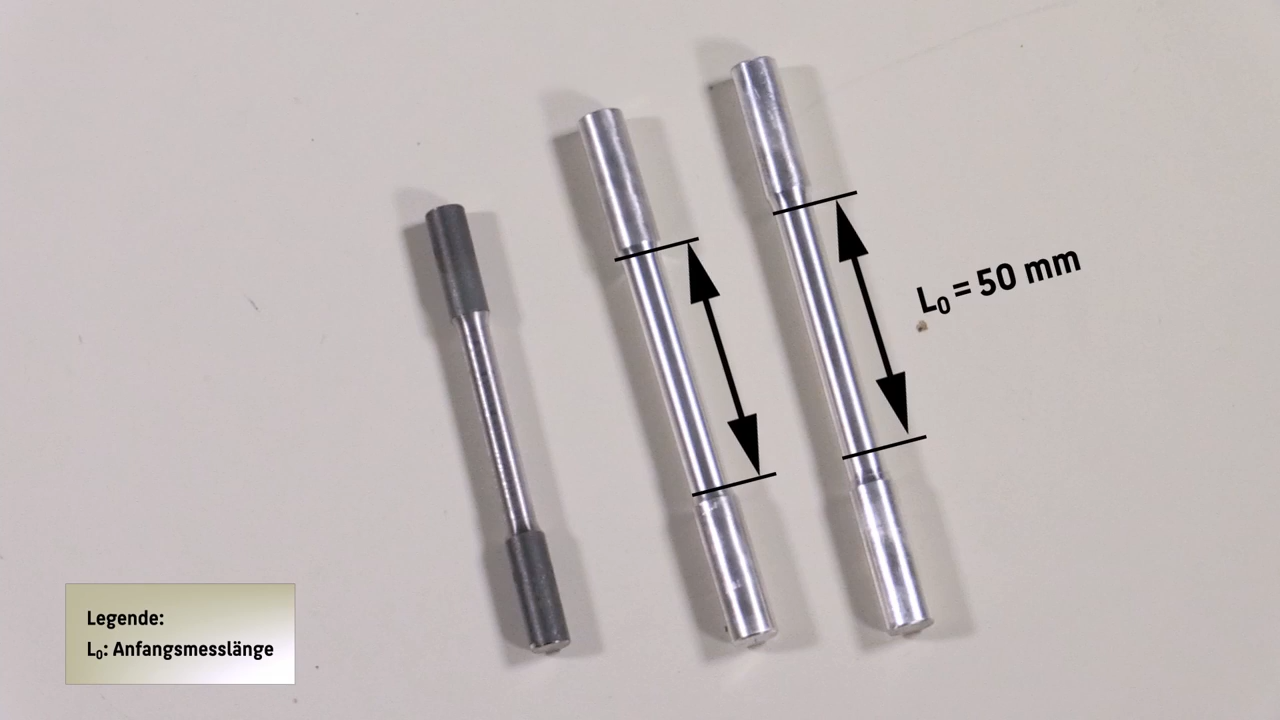 L₀ = 50 mm
Legende:
L₀: Anfangsmesslänge